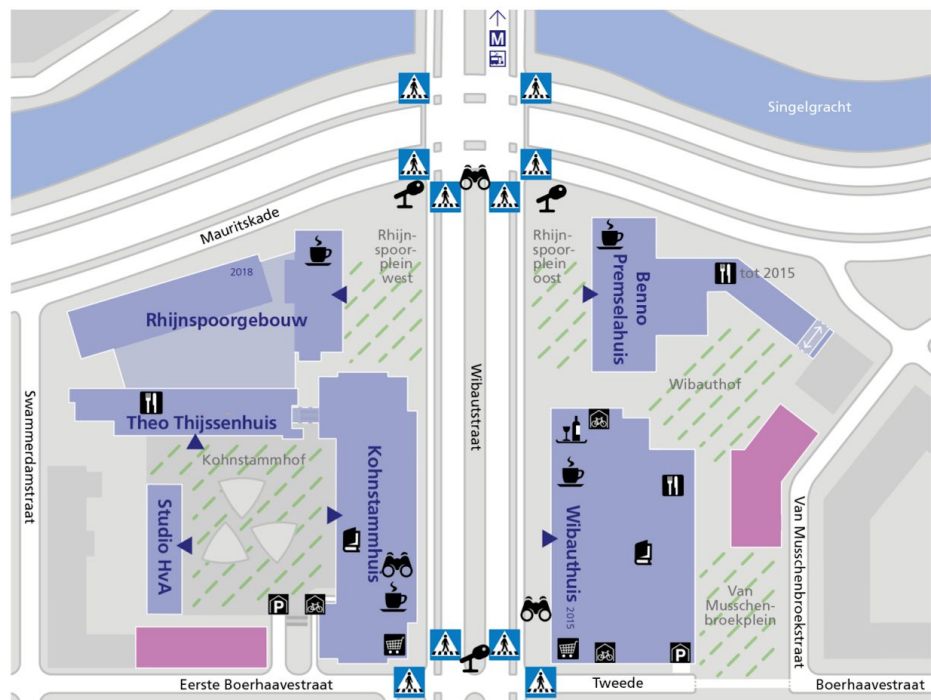 M
Singelgracht
Mauritskade
Rhijn-
spoor-
plein
west
Rhijn-
spoor-
plein
oost
2018
Rhijnspoorgebouw
Benno
Premselahuis
tot 2015
Swammerdamstraat
Wibautstraat
Wibauthof
Theo Thijssenhuis
Kohnstammhof
Kohnstammhuis
Studio HvA
Wibauthuis 2015
Van Musschenbroekstraat
Van
Musschen-
broekplein
P
P
Eerste Boerhaavestraat
Tweede
Boerhaavestraat